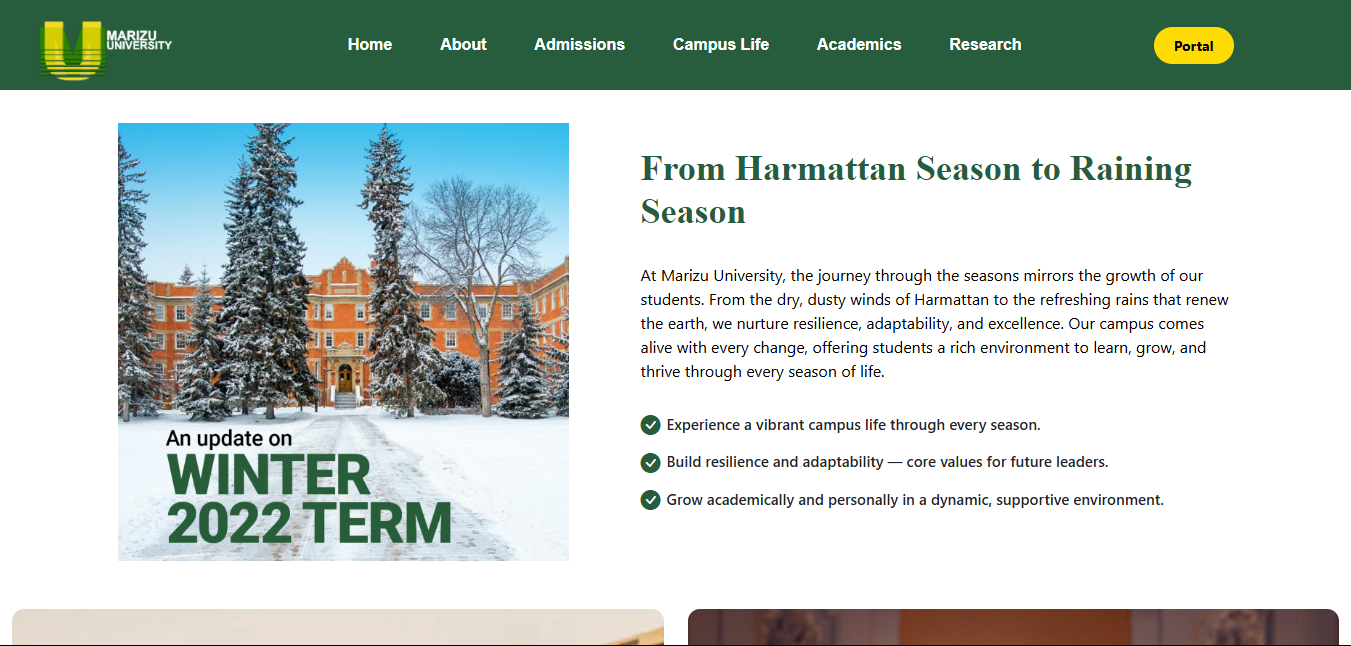 MARIZU
UNIVERSITY
Home About Admissions Campus Life Academics Research Portal
An update on
WINTER
2022 TERM
From Harmattan Season to Raining
Season
At Marizu University, the journey through the seasons mirrors the growth of our
students. From the dry, dusty winds of Harmattan to the refreshing rains that renew
the earth, we nurture resilience, adaptability, and excellence. Our campus comes
alive with every change, offering students a rich environment to learn, grow, and
thrive through every season of life.
Experience a vibrant campus life through every season.
Build resilience and adaptability — core values for future leaders.
Grow academically and personally in a dynamic, supportive environment.